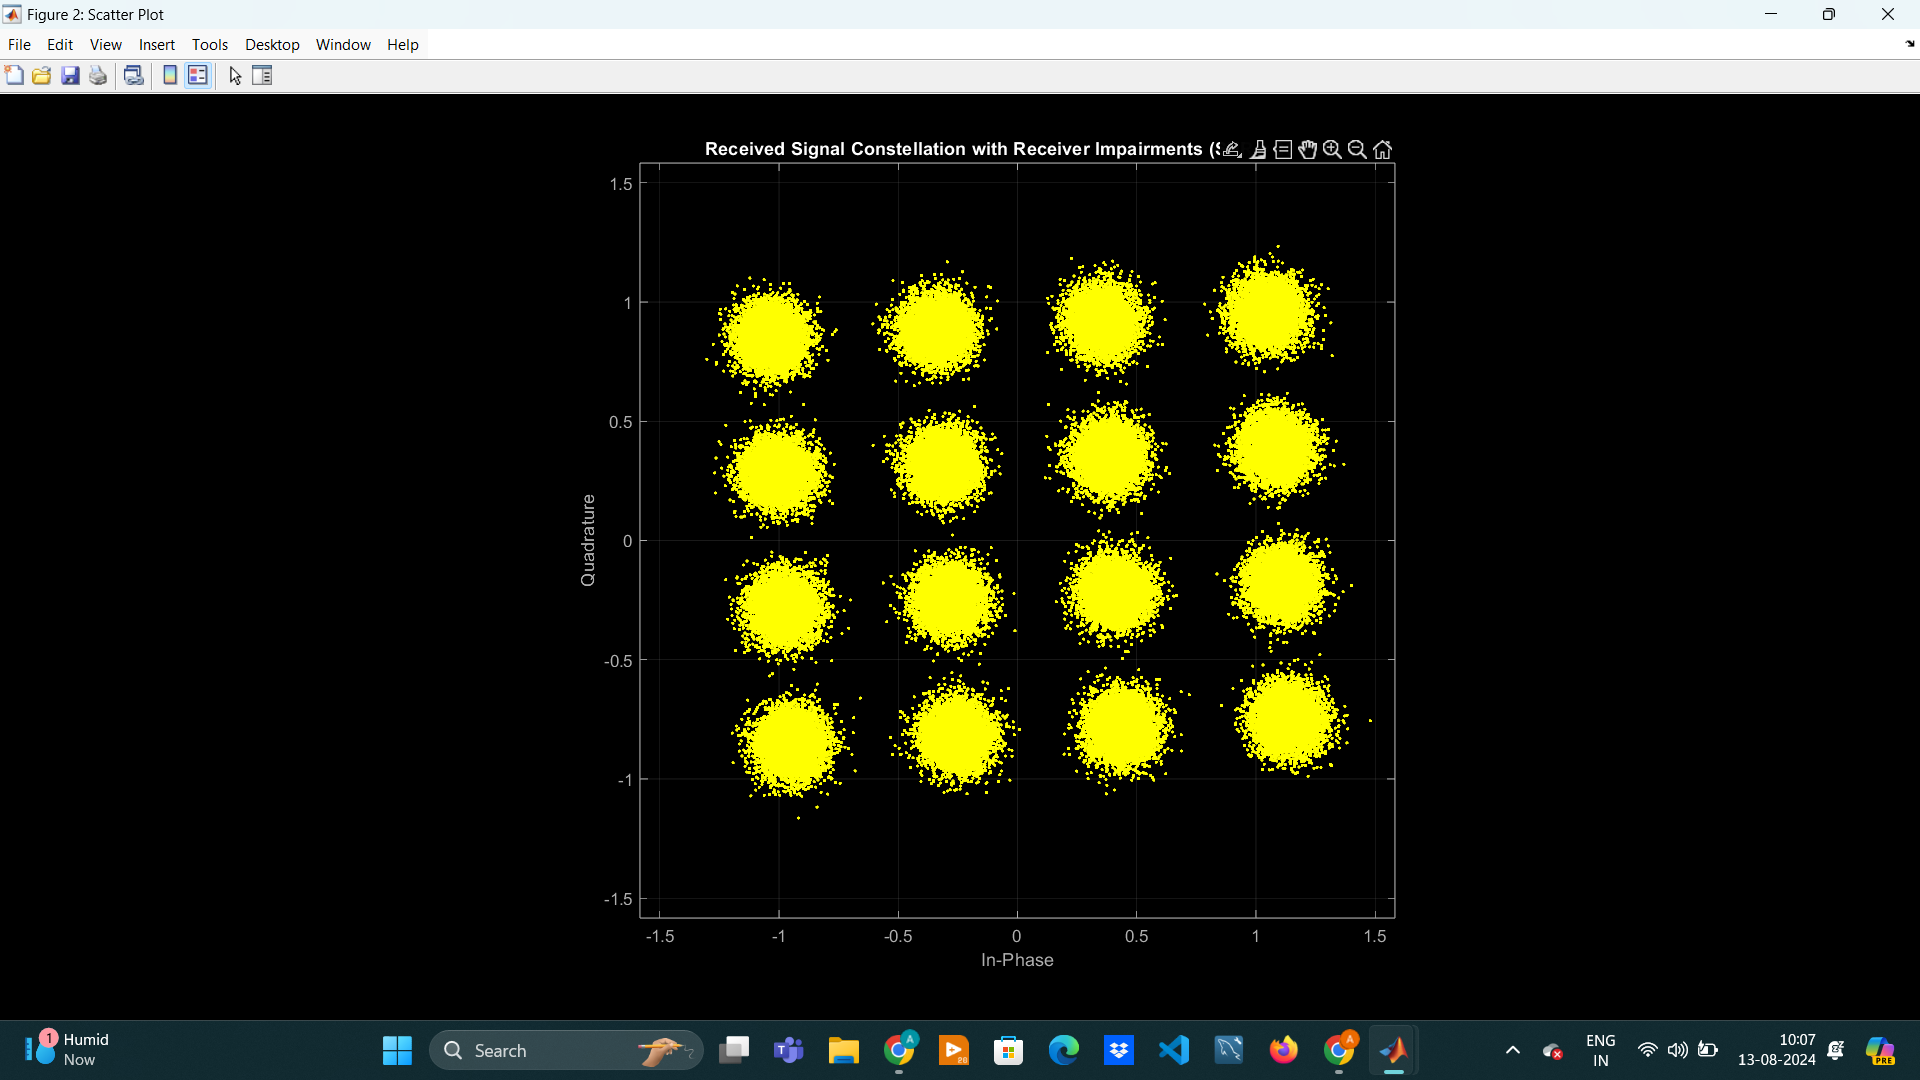 Figure 2: Scatter Plot
File Edit View Insert Tools Desktop Window Help
Received Signal Constellation with Receiver Impairments (
1.5
1
0.5
0
-0.5
-1
-1.5
Quadrature
-1.5 -1 -0.5 0 0.5 1 1.5
In-Phase
1
Humid
Now
Search
A
T
20
A
ENG
IN
10:07
13-08-2024
PRE